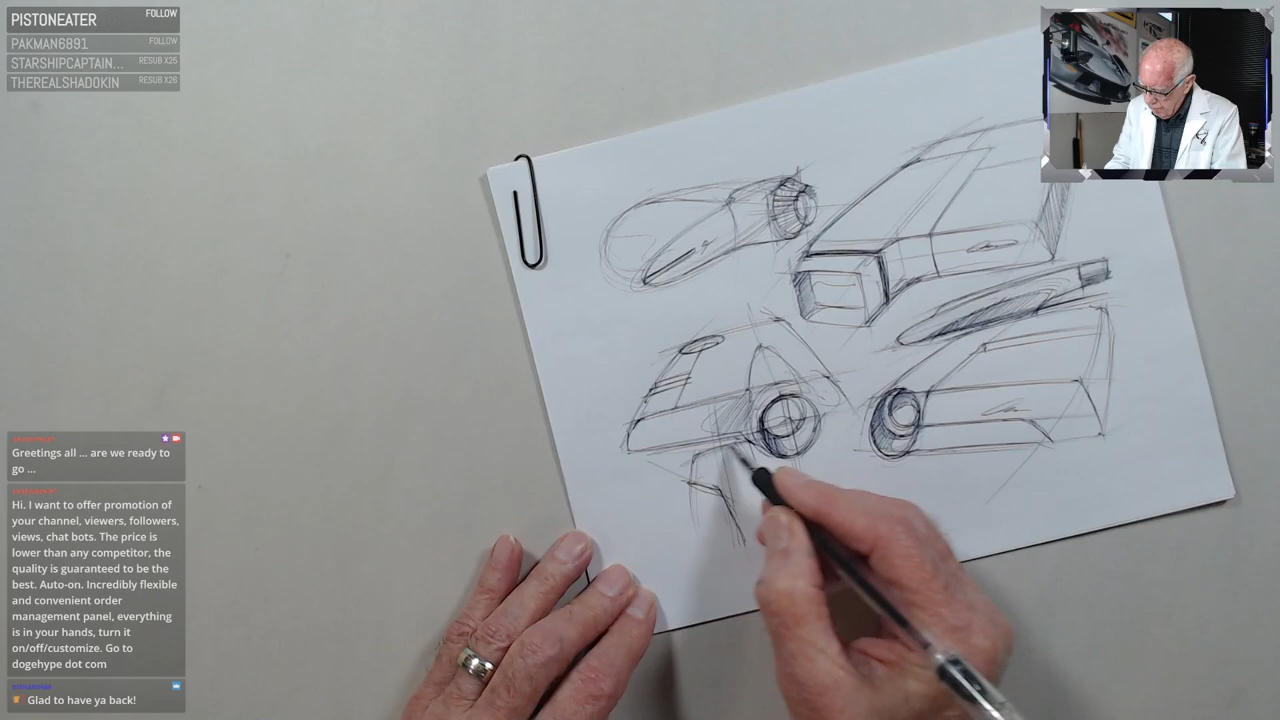 PISTONEATER FOLLOW
PAKMAN6891 FOLLOW
STARSHIPCAPTAIN... RESUB X25
THEREALSHADOKIN RESUB X26
Greetings all ... are we ready to
go ...
Hi. I want to offer promotion of
your channel, viewers, followers,
views, chat bots. The price is
lower than any competitor, the
quality is guaranteed to be the
best. Auto-on. Incredibly flexible
and convenient order
management panel, everything
is in your hands, turn it
on/off/customize. Go to
dogehype dot com
Glad to have ya back!